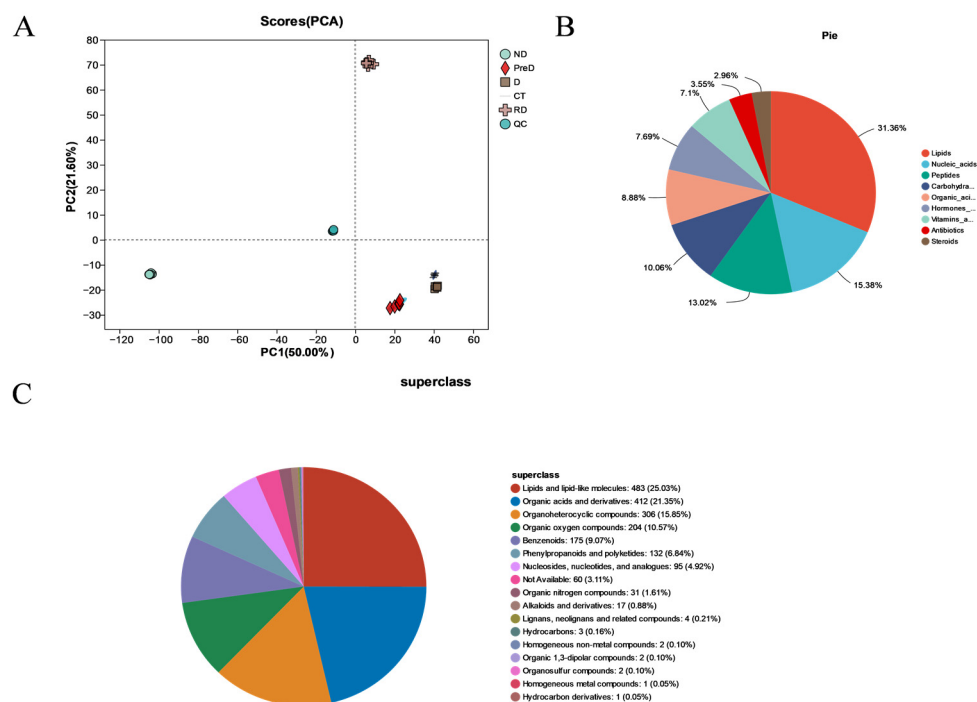 A
Scores(PCA)
80
70
60
50
40
30
20
10
0
−10
−20
−30
PC2(21.60%)
−120
−100
−80
−60
−40
−20
0
20
40
60
PC1(50.00%)
ND
PreD
D
CT
RD
QC
B
Pie
2.96%
3.55%
7.1%
7.69%
8.88%
10.06%
13.02%
15.38%
31.36%
Lipids
Nucleic_acids
Peptides
Carbohydra...
Organic_aci...
Hormones_...
Vitamins_a...
Antibiotics
Steroids
C
superclass
superclass
Lipids and lipid-like molecules: 483 (25.03%)
Organic acids and derivatives: 412 (21.35%)
Organoheterocyclic compounds: 306 (15.85%)
Organic oxygen compounds: 204 (10.57%)
Benzenoids: 175 (9.07%)
Phenylpropanoids and polyketides: 132 (6.84%)
Nucleosides, nucleotides, and analogues: 95 (4.92%)
Not Available: 60 (3.11%)
Organic nitrogen compounds: 31 (1.61%)
Alkaloids and derivatives: 17 (0.88%)
Lignans, neolignans and related compounds: 4 (0.21%)
Hydrocarbons: 3 (0.16%)
Homogeneous non-metal compounds: 2 (0.10%)
Organic 1,3-dipolar compounds: 2 (0.10%)
Organosulfur compounds: 2 (0.10%)
Homogeneous metal compounds: 1 (0.05%)
Hydrocarbon derivatives: 1 (0.05%)